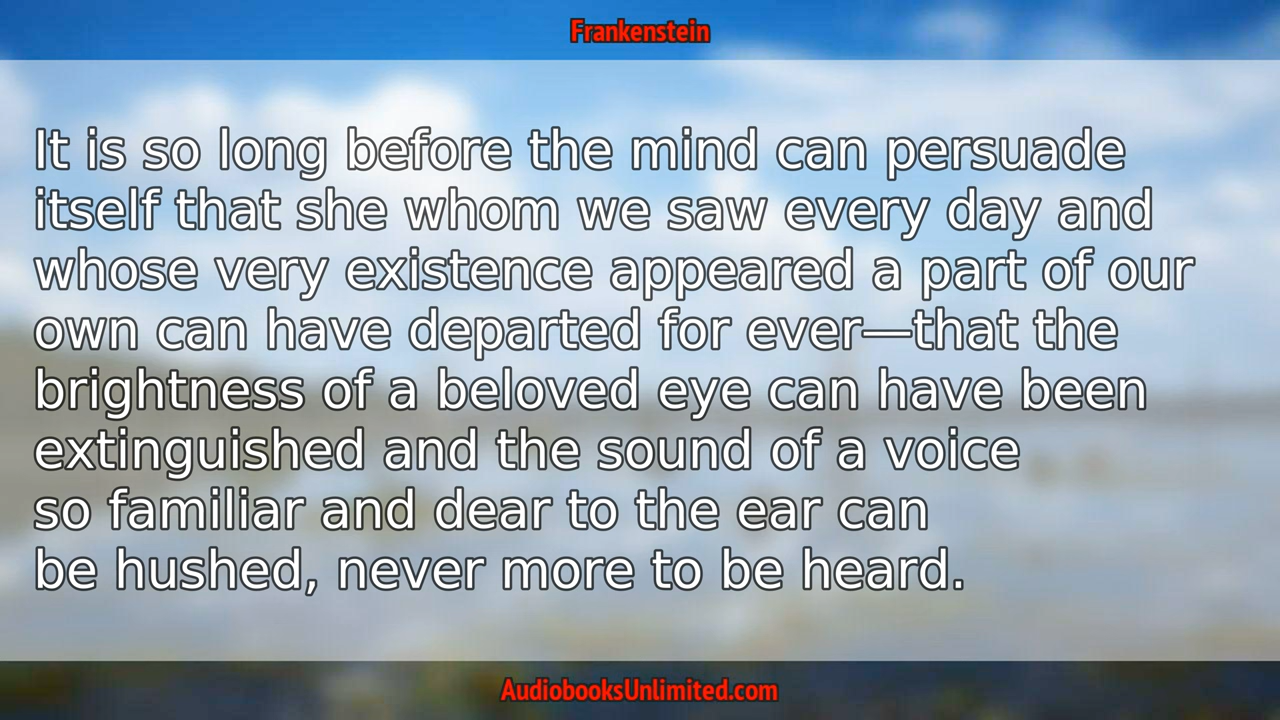 Frankenstein
It is so long before the mind can persuade
itself that she whom we saw every day and
whose very existence appeared a part of our
own can have departed for ever—that the
brightness of a beloved eye can have been
extinguished and the sound of a voice
so familiar and dear to the ear can
be hushed, never more to be heard.
AudiobooksUnlimited.com